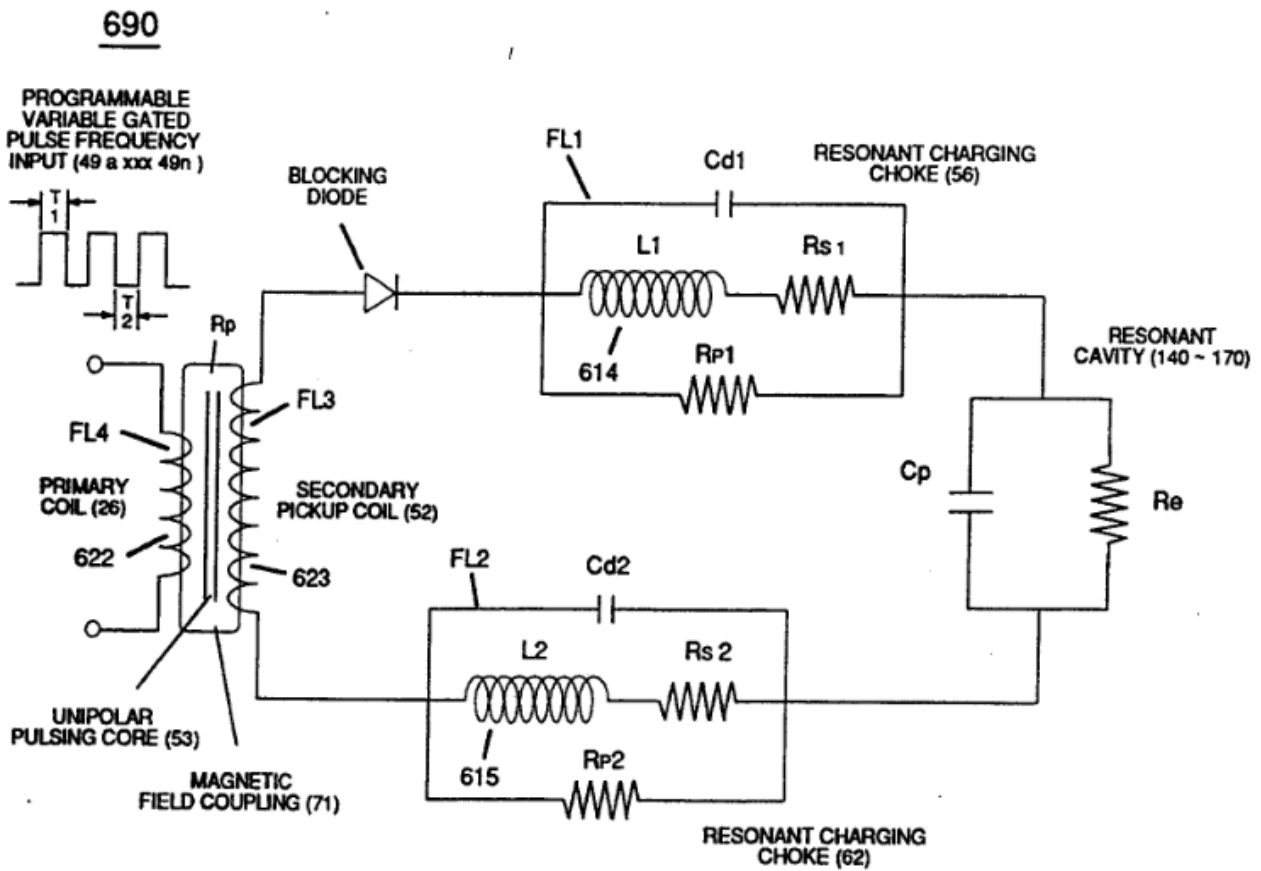 690
PROGRAMMABLE
VARIABLE GATED
PULSE FREQUENCY
INPUT (49 a xxx 49n )
T
1
T
2
BLOCKING
DIODE
FL1
Cd1
RESONANT CHARGING
CHOKE (56)
L1
Rs 1
614
RP1
Rp
FL3
FL4
PRIMARY
COIL (26)
622
SECONDARY
PICKUP COIL (52)
623
RESONANT
CAVITY (140 ~ 170)
Cp
Re
FL2
Cd2
L2
Rs 2
615
RP2
UNIPOLAR
PULSING CORE (53)
MAGNETIC
FIELD COUPLING (71)
RESONANT CHARGING
CHOKE (62)